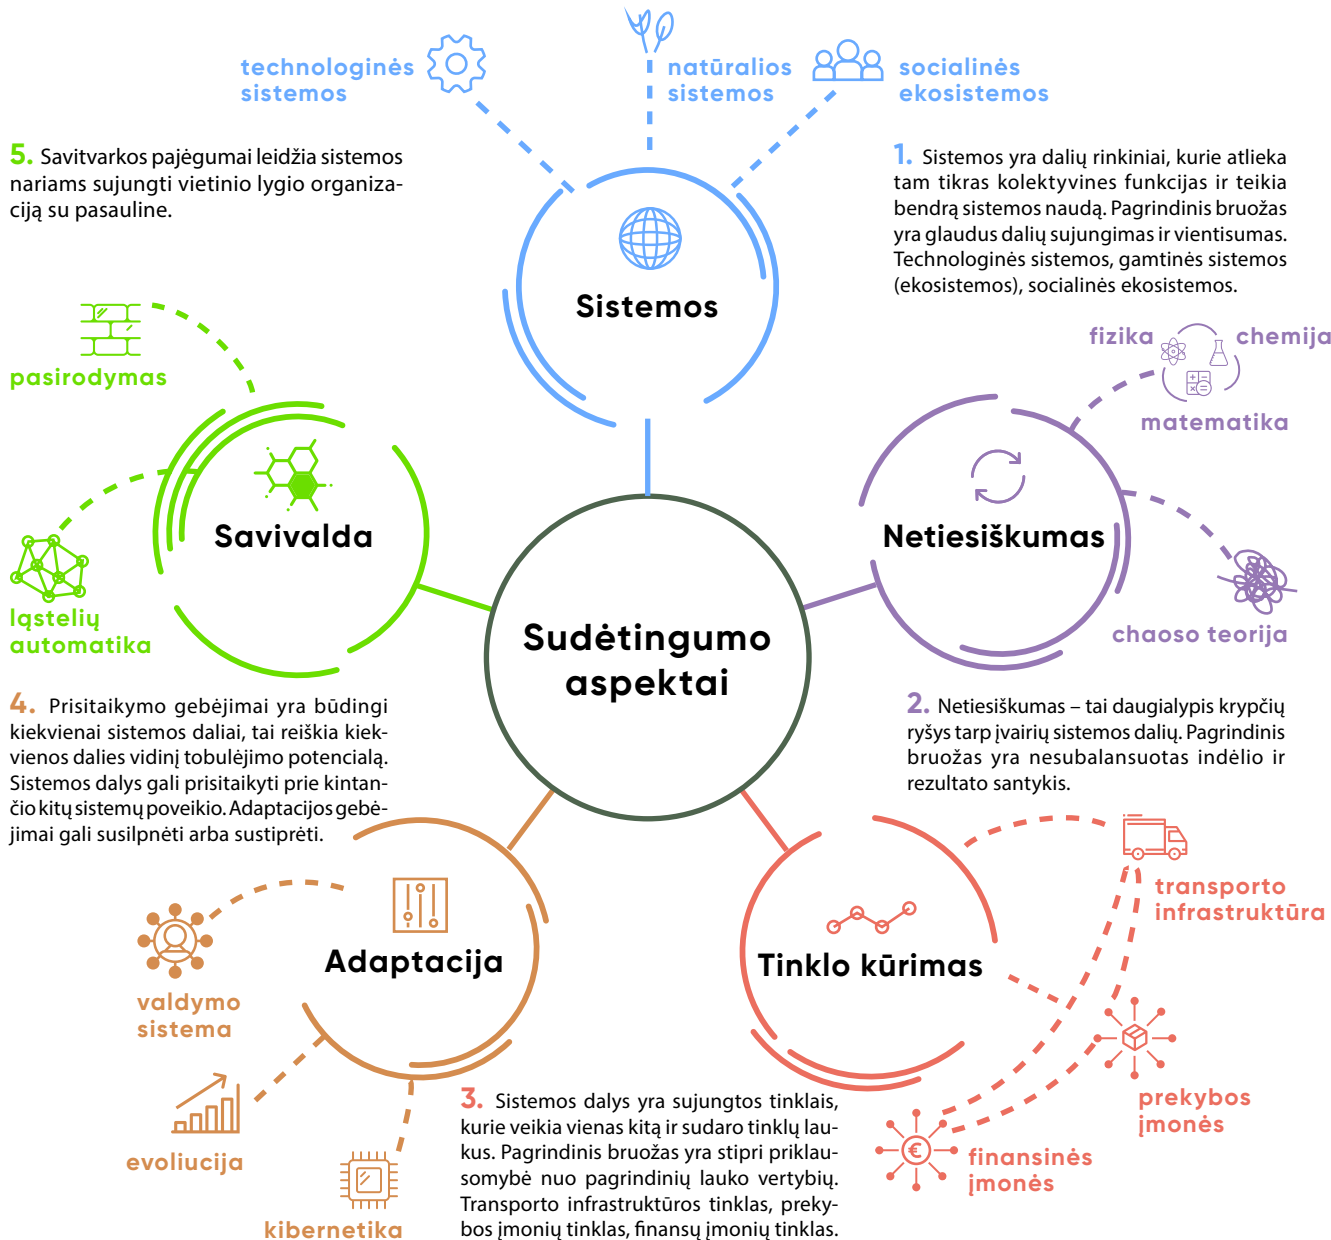 technologinės
sistemos
natūralios
sistemos
socialinės
ekosistemos
5. Savitvarkos pajėgumai leidžia sistemos
nariams sujungti vietinio lygio organiza-
ciją su pasauline.
1. Sistemos yra dalių rinkiniai, kurie atlieka
tam tikras kolektyvines funkcijas ir teikia
bendrą sistemos naudą. Pagrindinis bruožas
yra glaudus dalių sujungimas ir vientisumas.
Technologinės sistemos, gamtinės sistemos
(ekosistemos), socialinės ekosistemos.
Sistemos
pasirodymas
fizika
chemija
matematika
Savivalda
Netiesiškumas
ląstelių
automatika
chaoso teorija
Sudėtingumo
aspektai
4. Prisitaikymo gebėjimai yra būdingi
kiekvienai sistemos daliai, tai reiškia kiek-
vienos dalies vidinį tobulėjimo potencialą.
Sistemos dalys gali prisitaikyti prie kintan-
čio kitų sistemų poveikio. Adaptacijos gebė-
jimai gali susilpnėti arba sustiprėti.
2. Netiesiškumas – tai daugialypis krypčių
ryšys tarp įvairių sistemos dalių. Pagrindinis
bruožas yra nesubalansuotas indėlio ir
rezultato santykis.
Adaptacija
Tinklo kūrimas
transporto
infrastruktūra
valdymo
sistema
evoliucija
kibernetika
3. Sistemos dalys yra sujungtos tinklais,
kurie veikia vienas kitą ir sudaro tinklų lau-
kus. Pagrindinis bruožas yra stipri priklau-
somybė nuo pagrindinių lauko vertybių.
Transporto infrastruktūros tinklas, preky-
bos įmonių tinklas, finansų įmonių tinklas.
prekybos
įmonės
€
finansinės
įmonės